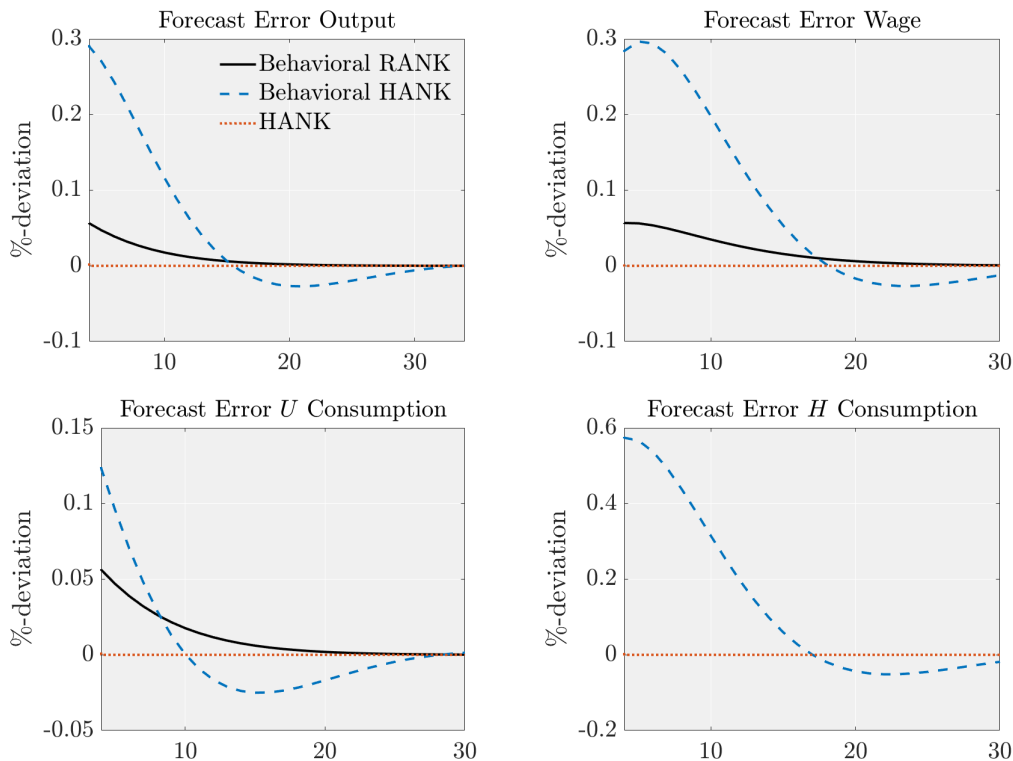 Forecast Error Output
%-deviation
0.3
0.2
0.1
0
-0.1
10
20
30
Behavioral RANK
Behavioral HANK
HANK
Forecast Error Wage
%-deviation
0.3
0.2
0.1
0
-0.1
10
20
30
Forecast Error U Consumption
%-deviation
0.15
0.1
0.05
0
-0.05
10
20
30
Forecast Error H Consumption
%-deviation
0.6
0.4
0.2
0
-0.2
10
20
30